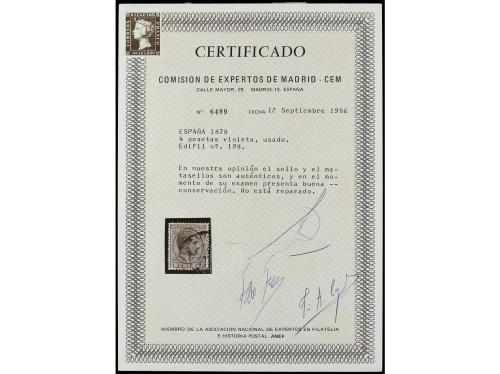 CERTIFICADO
COMISION DE EXPERTOS DE MADRID - CEM
CALLE MAYOR, 29. MADRID-13, ESPAÑA
Nº 6499 FECHA 12 Septiembre 1986
ESPAÑA 1878
4 pesetas violeta, usado.
Edifil nº. 198.
En nuestra opinión el sello y el ma-
tasellos son auténticos, y en el mo-
mento de su examen presenta buena --
conservación. No está reparado.
MIEMBRO DE LA ASOCIACION NACIONAL DE EXPERTOS EN FILATELIA
E HISTORIA POSTAL. ANEF